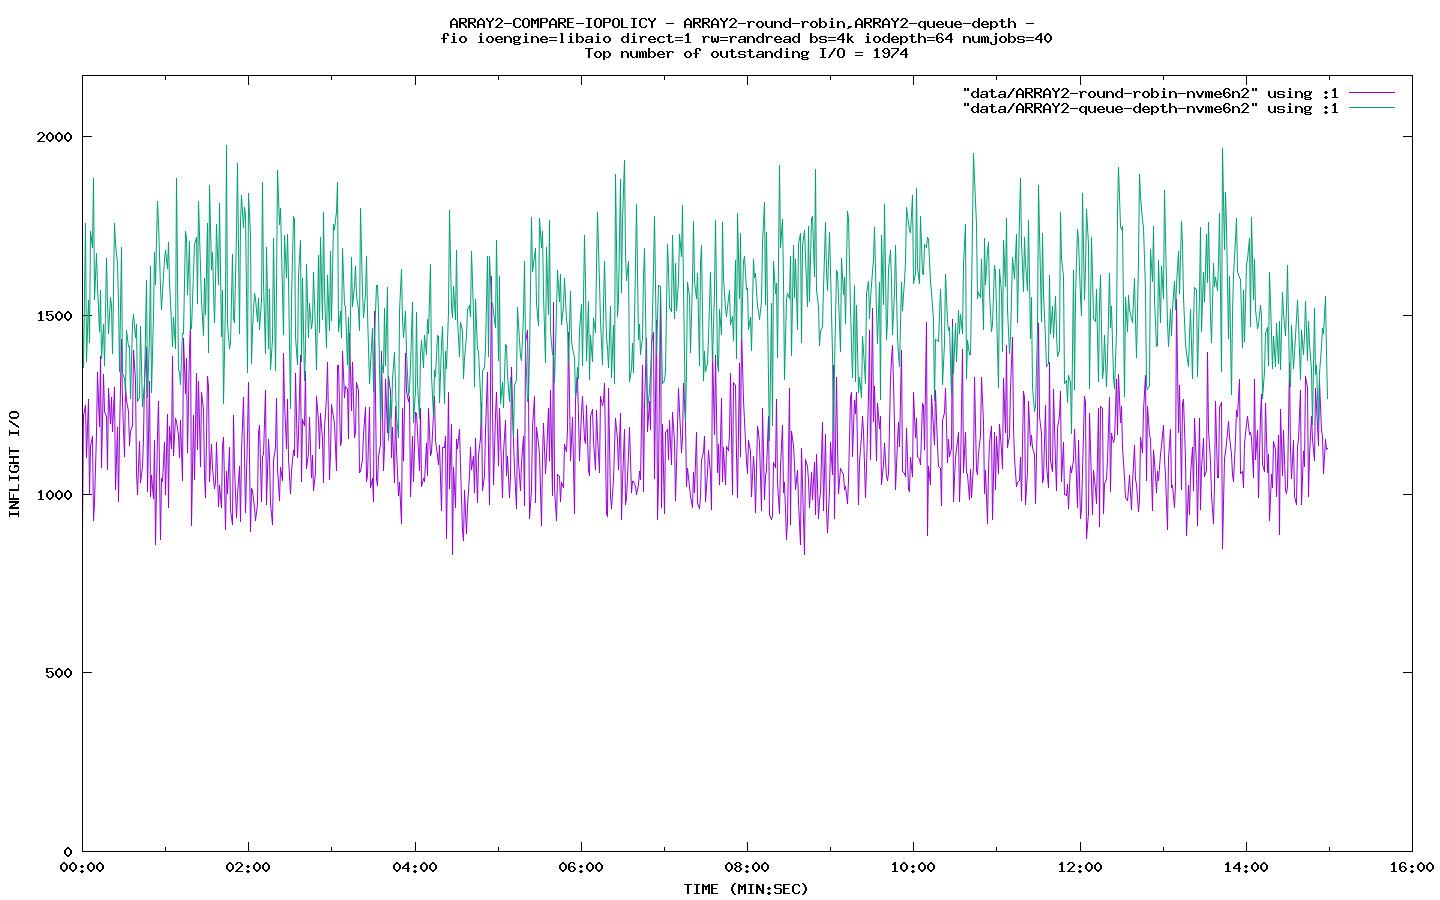 ARRAY2-COMPARE-IOPOLICY - ARRAY2-round-robin,ARRAY2-queue-depth -
fio ioengine=libaio direct=1 rw=randread bs=4k iodepth=64 numjobs=40
Top number of outstanding I/O = 1974
"data/ARRAY2-round-robin-nvme6n2" using :1
"data/ARRAY2-queue-depth-nvme6n2" using :1
2000
1500
1000
500
0
INFLIGHT I/O
00:00 02:00 04:00 06:00 08:00 10:00 12:00 14:00 16:00
TIME (MIN:SEC)